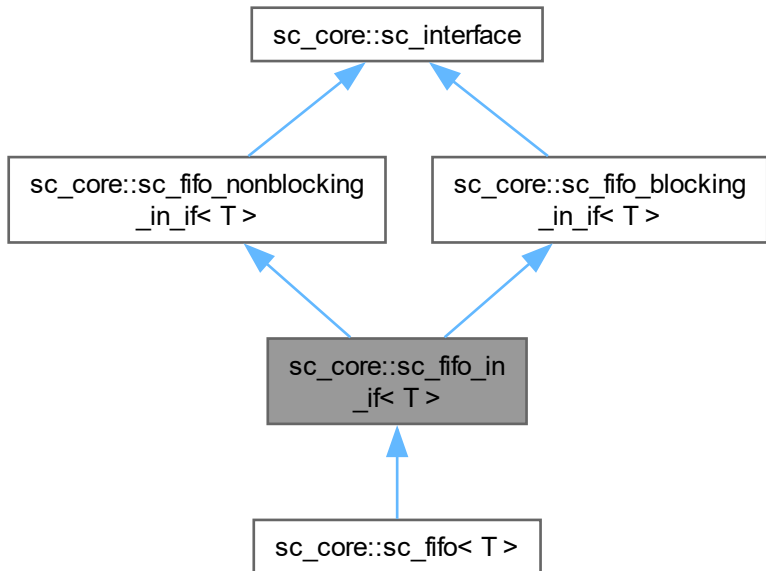 sc_core::sc_interface
sc_core::sc_fifo_nonblocking
_in_if< T >
sc_core::sc_fifo_blocking
_in_if< T >
sc_core::sc_fifo_in
_if< T >
sc_core::sc_fifo< T >